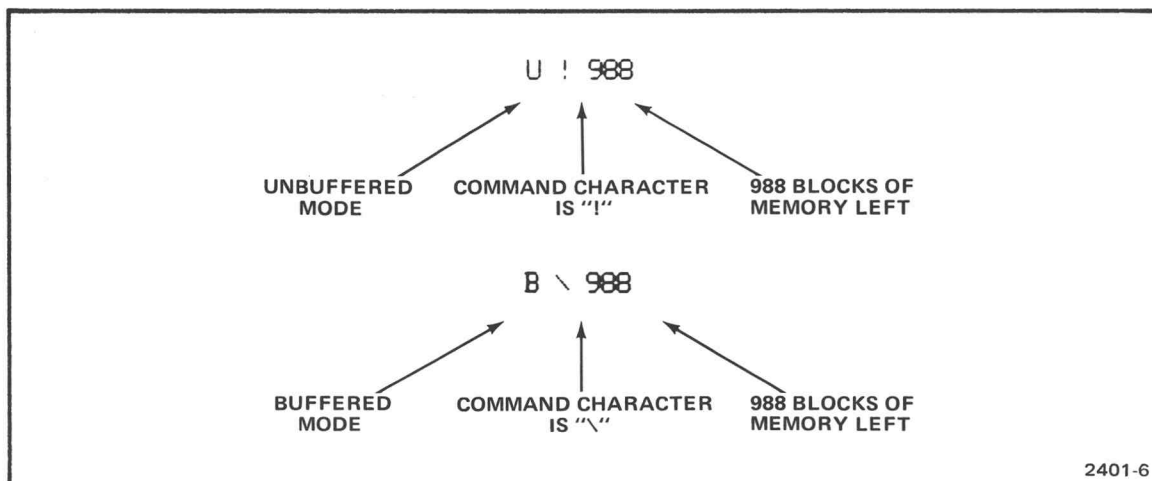 U ! 988
UNBUFFERED MODE
COMMAND CHARACTER IS "!"
988 BLOCKS OF MEMORY LEFT
B \ 988
BUFFERED MODE
COMMAND CHARACTER IS "\"
988 BLOCKS OF MEMORY LEFT
2401-6